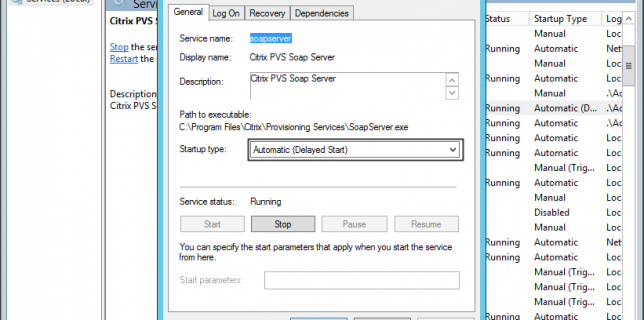 Services (Local)
Serv
Citrix PVS S
Stop the ser
Restart the s
Description
Citrix PVS S
General
Log On
Recovery
Dependencies
Service name:
soapserver
Display name:
Citrix PVS Soap Server
Description:
Citrix PVS Soap Server
Path to executable:
C:\Program Files\Citrix\Provisioning Services\SoapServer.exe
Startup type:
Automatic (Delayed Start)
Service status:
Running
Start
Stop
Pause
Resume
You can specify the start parameters that apply when you start the service
from here.
Start parameters:
Status Startup Type Log
Manual Loc
Running Automatic Net
Manual Loc
Running Automatic Loc
Manual .\Ac
Running Automatic (D... .\Ac
Running Automatic .\Ac
Running Automatic Loc
Manual (Trig... Loc
Running Automatic Loc
Manual Loc
Disabled Loc
Manual Loc
Running Automatic Net
Running Automatic Loc
Manual (Trig... Loc
Manual (Trig... Loc
Manual (Trig... Loc
Running Automatic Loc